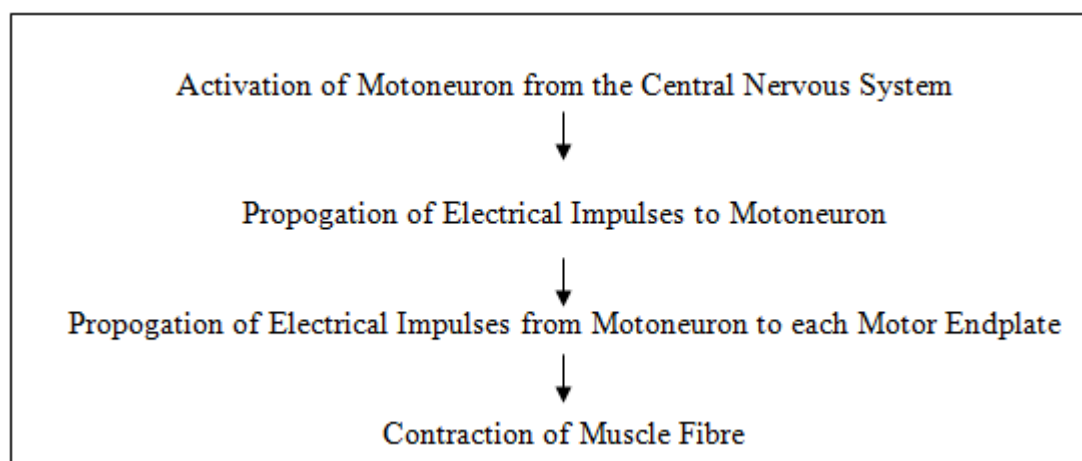 Activation of Motoneuron from the Central Nervous System
Propogation of Electrical Impulses to Motoneuron
Propogation of Electrical Impulses from Motoneuron to each Motor Endplate
Contraction of Muscle Fibre